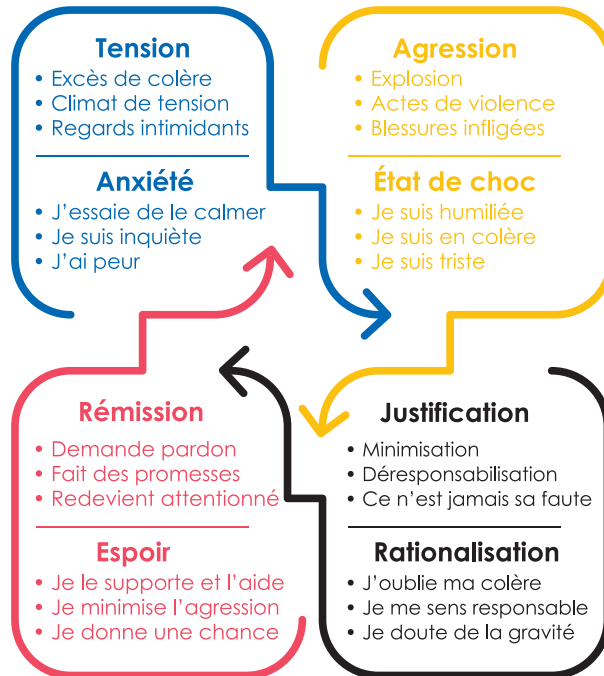 Tension
• Excès de colère
• Climat de tension
• Regards intimidants
Anxiété
• J'essaie de le calmer
• Je suis inquiète
• J'ai peur
Agression
• Explosion
• Actes de violence
• Blessures infligées
État de choc
• Je suis humiliée
• Je suis en colère
• Je suis triste
Rémission
• Demande pardon
• Fait des promesses
• Redevient attentionné
Espoir
• Je le supporte et l'aide
• Je minimise l'agression
• Je donne une chance
Justification
• Minimisation
• Déresponsabilisation
• Ce n'est jamais sa faute
Rationalisation
• J'oublie ma colère
• Je me sens responsable
• Je doute de la gravité